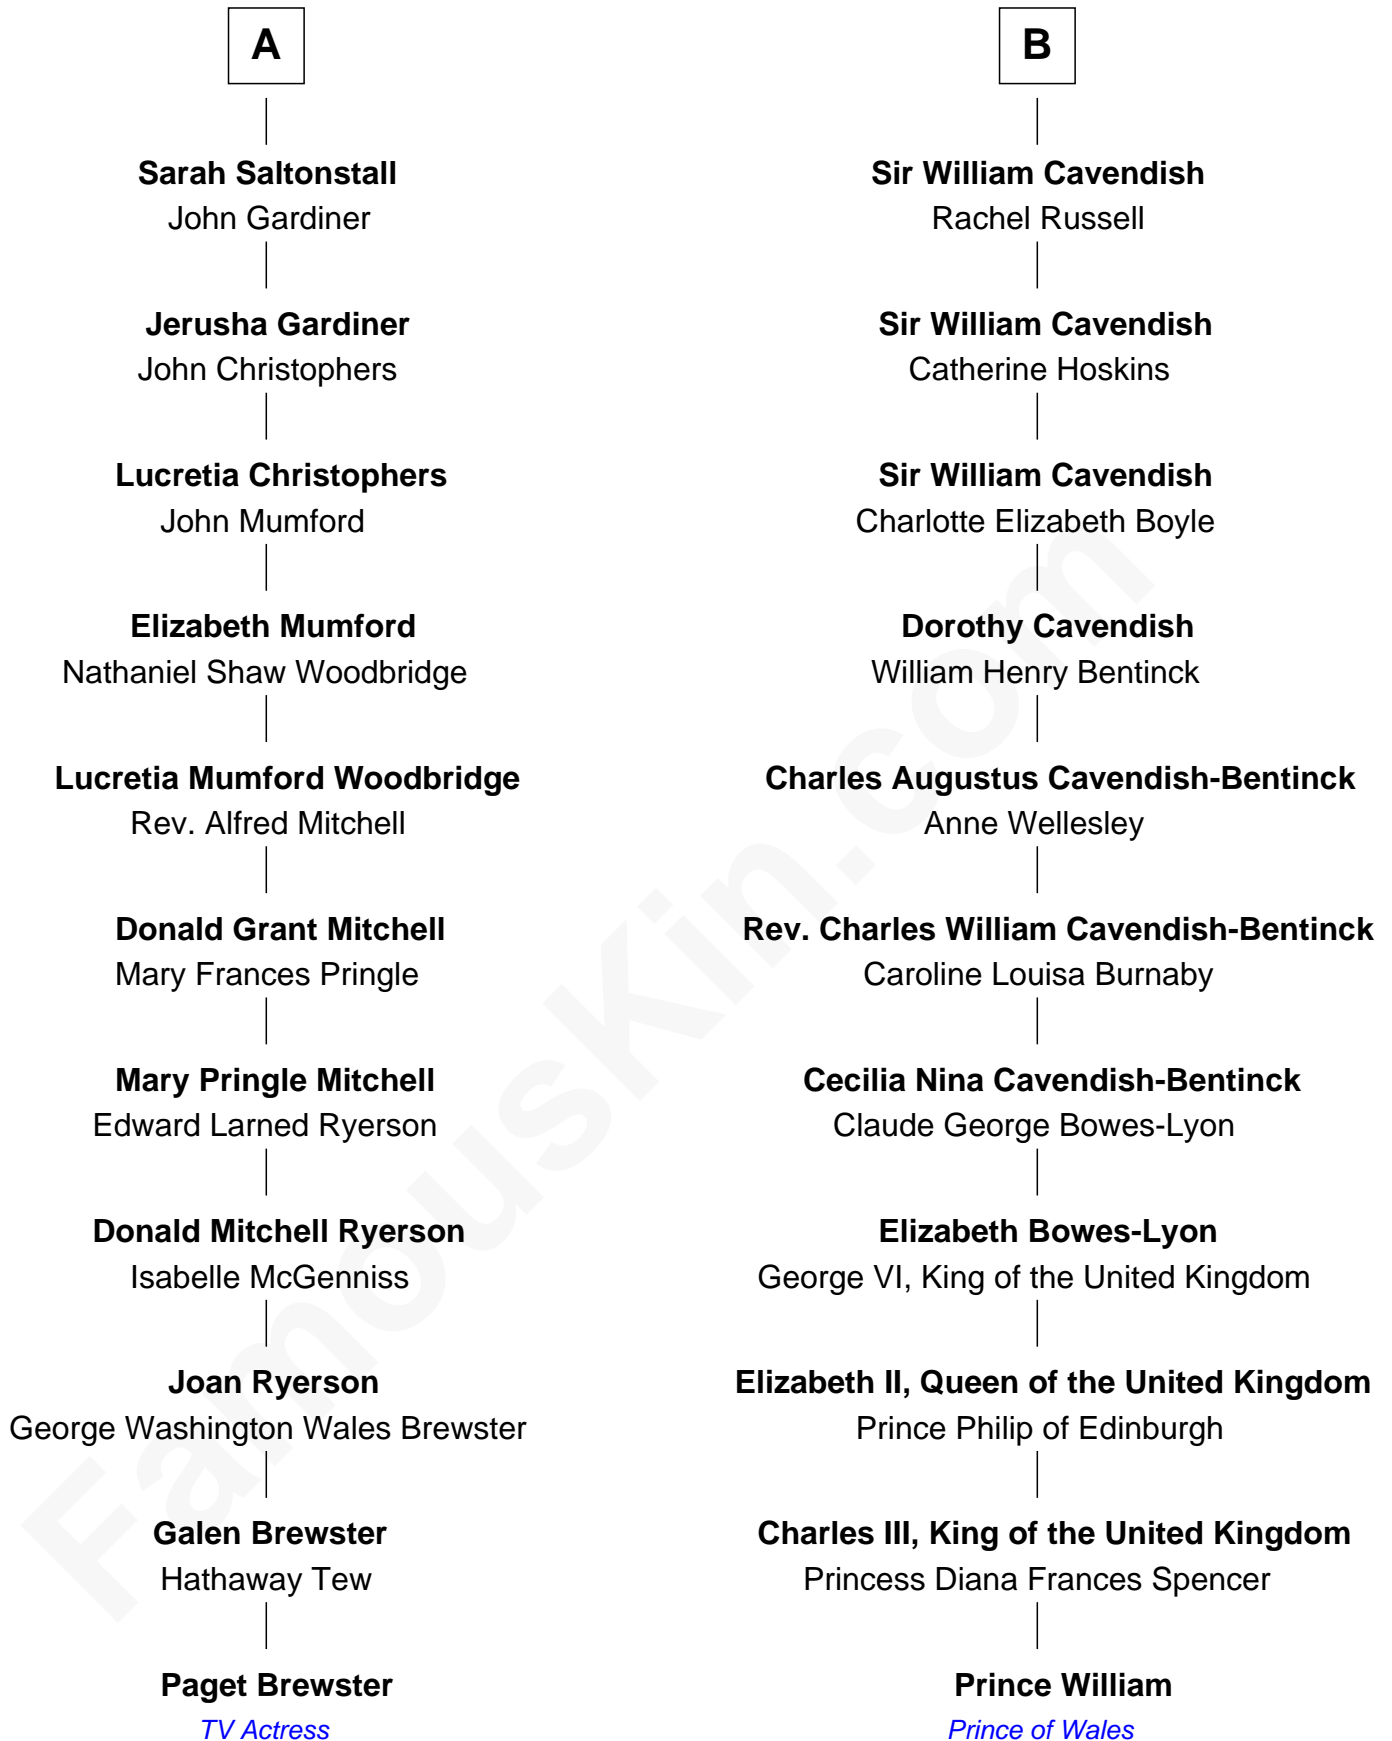 A
Sarah Saltonstall
John Gardiner
Jerusha Gardiner
John Christophers
Lucretia Christophers
John Mumford
Elizabeth Mumford
Nathaniel Shaw Woodbridge
Lucretia Mumford Woodbridge
Rev. Alfred Mitchell
Donald Grant Mitchell
Mary Frances Pringle
Mary Pringle Mitchell
Edward Larned Ryerson
Donald Mitchell Ryerson
Isabelle McGenniss
Joan Ryerson
George Washington Wales Brewster
Galen Brewster
Hathaway Tew
Paget Brewster
TV Actress
B
Sir William Cavendish
Rachel Russell
Sir William Cavendish
Catherine Hoskins
Sir William Cavendish
Charlotte Elizabeth Boyle
Dorothy Cavendish
William Henry Bentinck
Charles Augustus Cavendish-Bentinck
Anne Wellesley
Rev. Charles William Cavendish-Bentinck
Caroline Louisa Burnaby
Cecilia Nina Cavendish-Bentinck
Claude George Bowes-Lyon
Elizabeth Bowes-Lyon
George VI, King of the United Kingdom
Elizabeth II, Queen of the United Kingdom
Prince Philip of Edinburgh
Charles III, King of the United Kingdom
Princess Diana Frances Spencer
Prince William
Prince of Wales
FamousKin.com